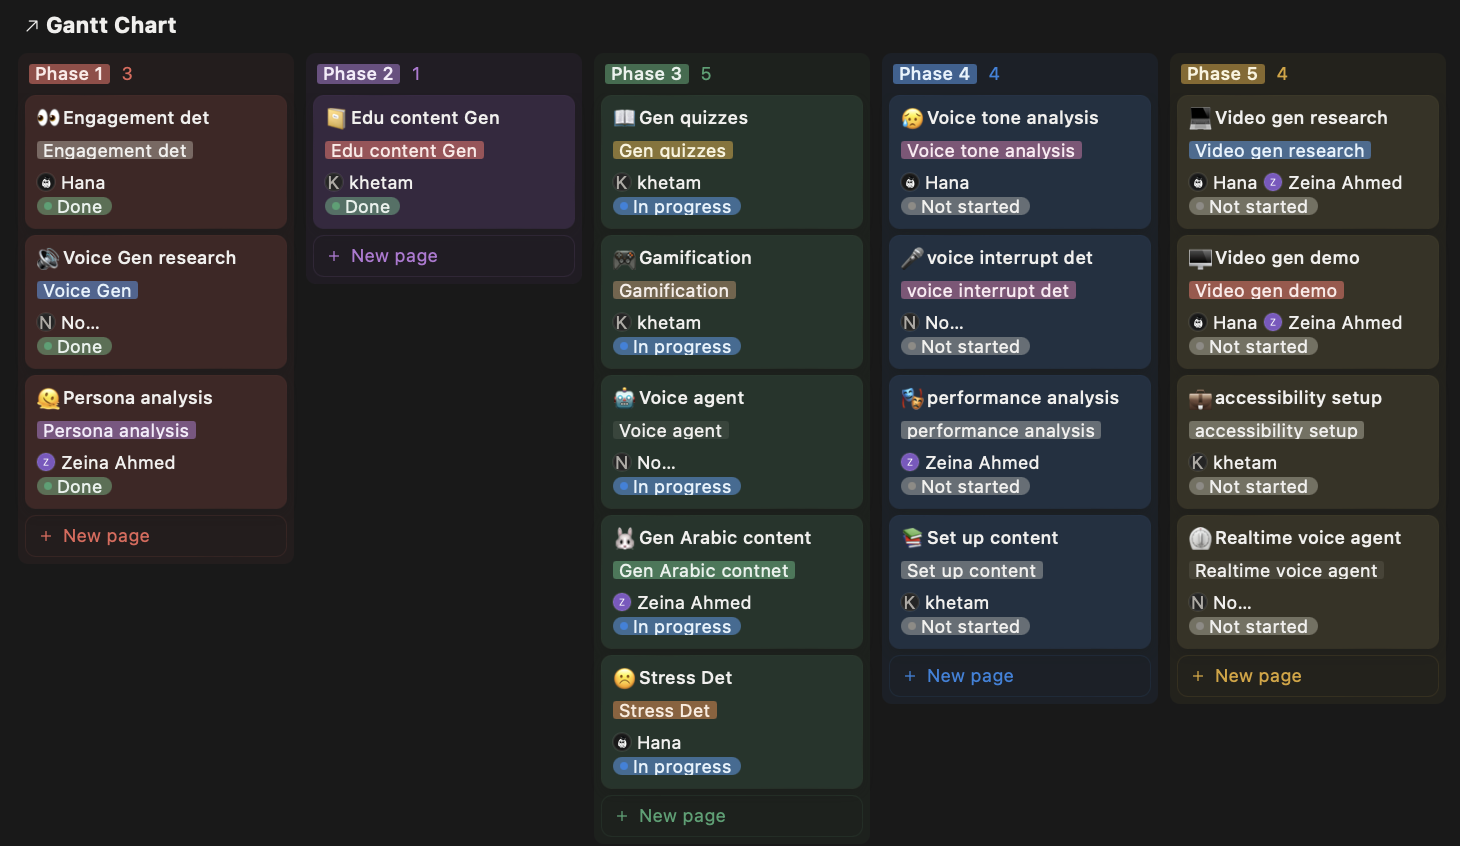 Gantt Chart
Phase 1 3
Engagement det
Engagement det
Hana
Done
Voice Gen research
Voice Gen
N No...
Done
Persona analysis
Persona analysis
Z Zeina Ahmed
Done
+ New page
Phase 2 1
Edu content Gen
Edu content Gen
K khetam
Done
+ New page
Phase 3 5
Gen quizzes
Gen quizzes
K khetam
In progress
Gamification
Gamification
K khetam
In progress
Voice agent
Voice agent
N No...
In progress
Gen Arabic content
Gen Arabic contnet
Z Zeina Ahmed
In progress
Stress Det
Stress Det
Hana
In progress
+ New page
Phase 4 4
Voice tone analysis
Voice tone analysis
Hana
Not started
voice interrupt det
voice interrupt det
N No...
Not started
performance analysis
performance analysis
Z Zeina Ahmed
Not started
Set up content
Set up content
K khetam
Not started
+ New page
Phase 5 4
Video gen research
Video gen research
Hana Z Zeina Ahmed
Not started
Video gen demo
Video gen demo
Hana Z Zeina Ahmed
Not started
accessibility setup
accessibility setup
K khetam
Not started
Realtime voice agent
Realtime voice agent
N No...
Not started
+ New page